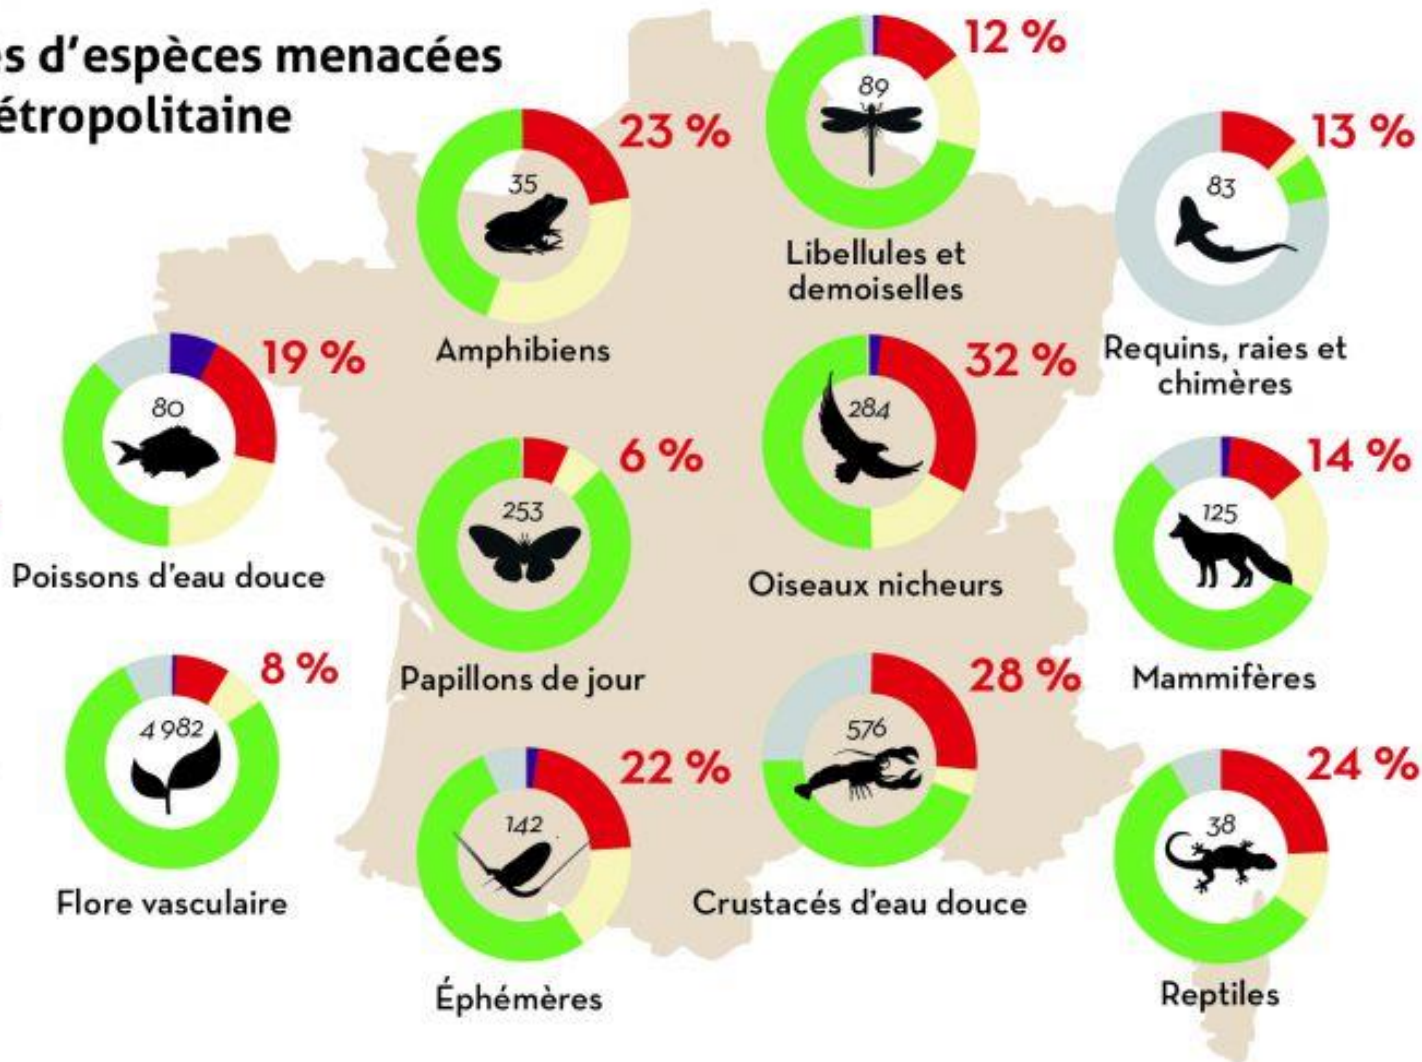 d'espèces menacées
12 %
89
Libellules et
demoiselles
23 %
35
Amphibiens
13 %
83
Requins, raies et
chimères
19 %
80
Poissons d'eau douce
6 %
253
Papillons de jour
32 %
284
Oiseaux nicheurs
14 %
125
Mammifères
8 %
4 982
Flore vasculaire
22 %
142
Éphémères
28 %
576
Crustacés d'eau douce
24 %
38
Reptiles